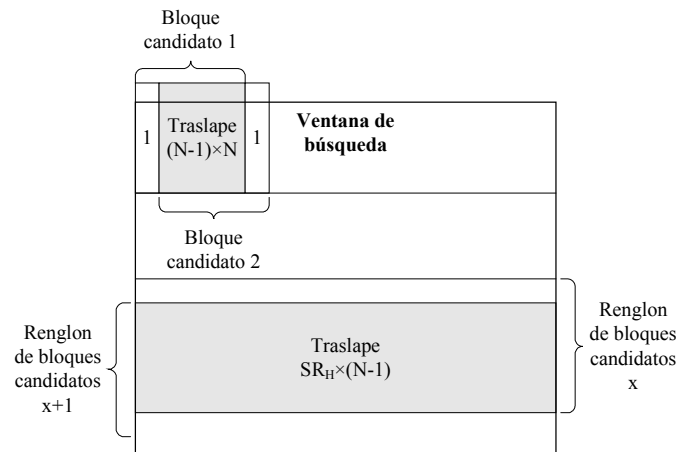 Bloque
candidato 1
1
Traslape
(N-1)×N
1
Ventana de
búsqueda
Bloque
candidato 2
Renglon
de bloques
candidatos
x+1
Traslape
SR_H×(N-1)
Renglon
de bloques
candidatos
x